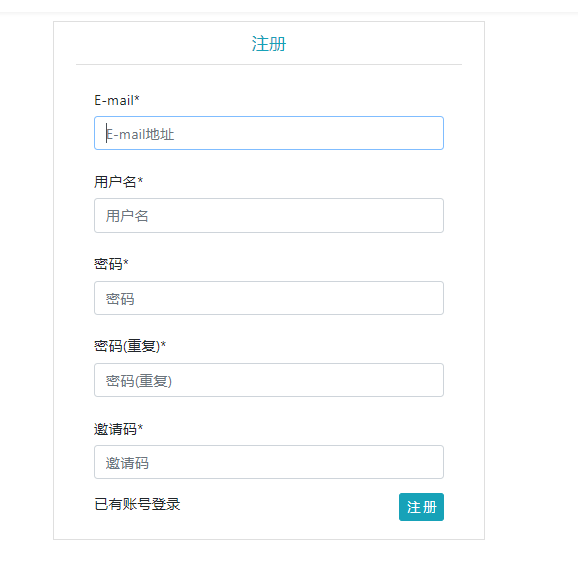 注册
E-mail*
E-mail地址
用户名*
用户名
密码*
密码
密码(重复)*
密码(重复)
邀请码*
邀请码
已有账号登录
注册